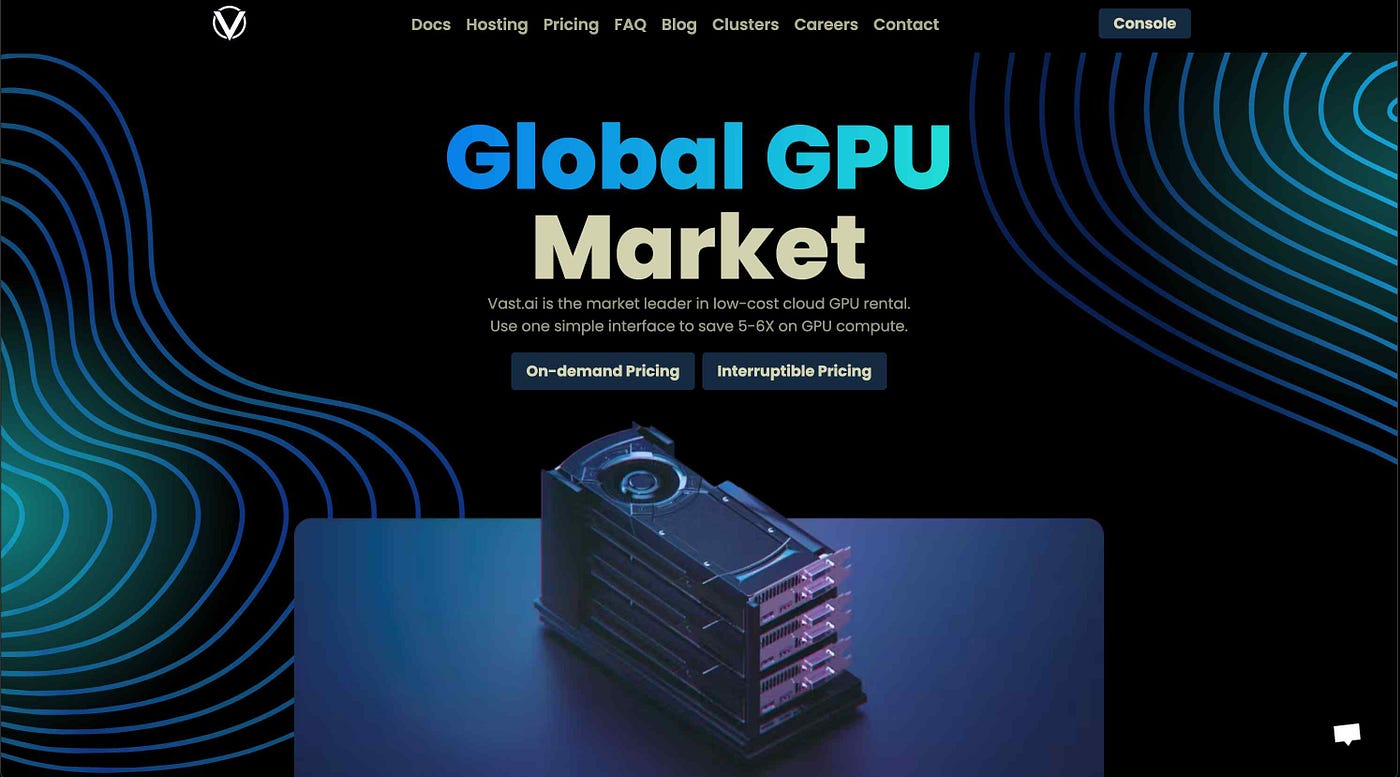 Docs Hosting Pricing FAQ Blog Clusters Careers Contact Console
Global GPU
Market
Vast.ai is the market leader in low-cost cloud GPU rental.
Use one simple interface to save 5-6X on GPU compute.
On-demand Pricing Interruptible Pricing